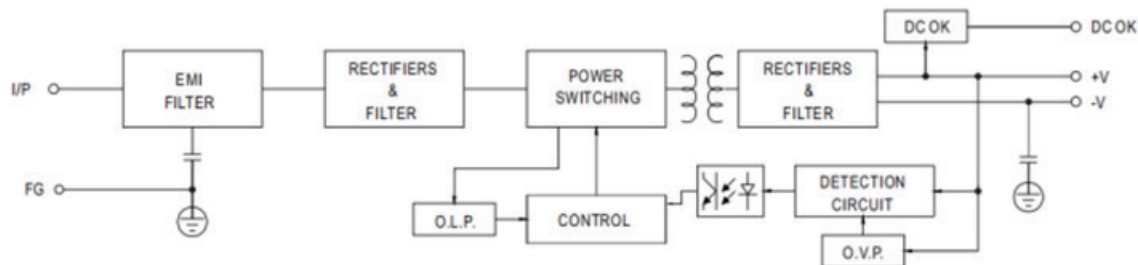 DC OK
DC OK
I/P
EMI
FILTER
RECTIFIERS
&
FILTER
POWER
SWITCHING
RECTIFIERS
&
FILTER
+V
-V
FG
O.L.P.
CONTROL
DETECTION
CIRCUIT
O.V.P.